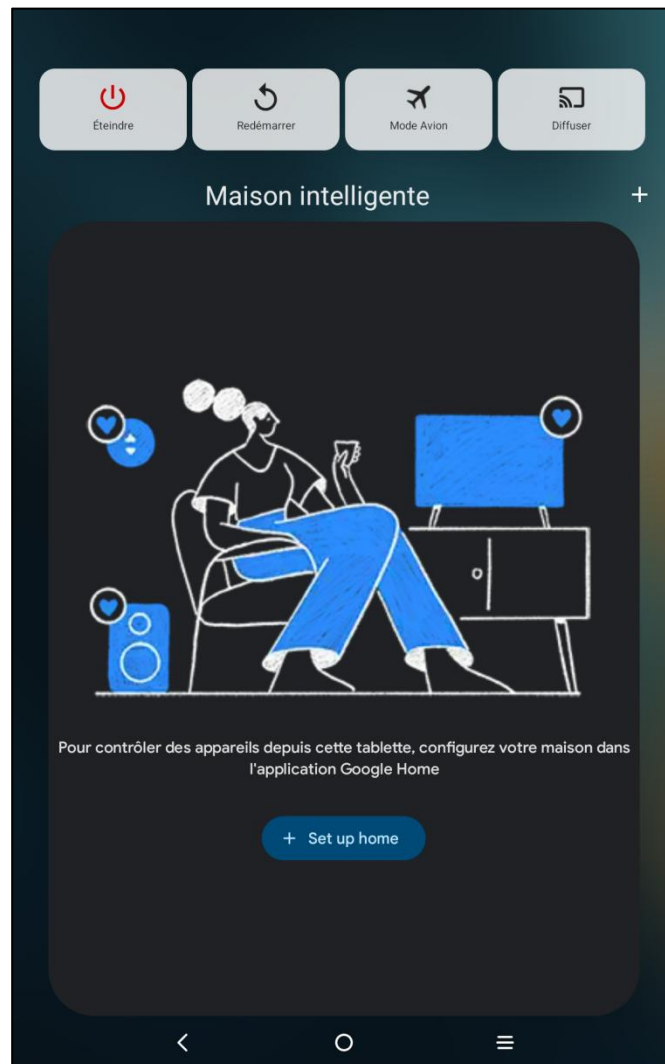 Éteindre
Redémarrer
Mode Avion
Diffuser
Maison intelligente
+
Pour contrôler des appareils depuis cette tablette, configurez votre maison dans
l'application Google Home
+ Set up home